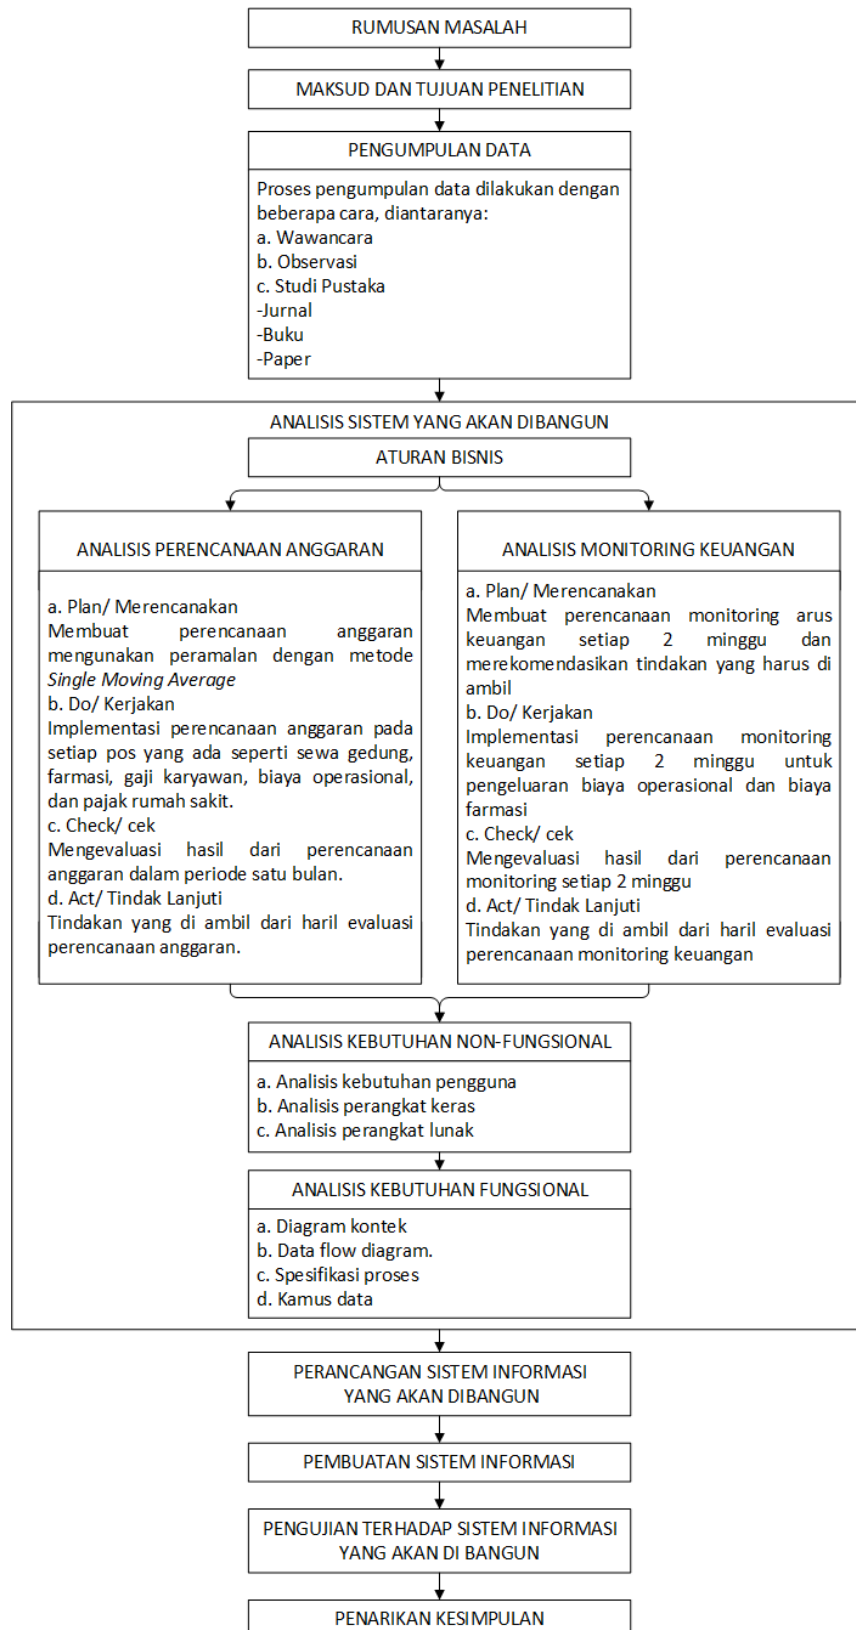 RUMUSAN MASALAH
MAKSUD DAN TUJUAN PENELITIAN
PENGUMPULAN DATA
Proses pengumpulan data dilakukan dengan
beberapa cara, diantaranya:
a. Wawancara
b. Observasi
c. Studi Pustaka
-Jurnal
-Buku
-Paper
ANALISIS SISTEM YANG AKAN DIBANGUN
ATURAN BISNIS
ANALISIS PERENCANAAN ANGGARAN
a. Plan/ Merencanakan
Membuat perencanaan anggaran
mengunakan peramalan dengan metode
Single Moving Average
b. Do/ Kerjakan
Implementasi perencanaan anggaran pada
setiap pos yang ada seperti sewa gedung,
farmasi, gaji karyawan, biaya operasional,
dan pajak rumah sakit.
c. Check/ cek
Mengevaluasi hasil dari perencanaan
anggaran dalam periode satu bulan.
d. Act/ Tindak Lanjuti
Tindakan yang di ambil dari haril evaluasi
perencanaan anggaran.
ANALISIS MONITORING KEUANGAN
a. Plan/ Merencanakan
Membuat perencanaan monitoring arus
keuangan setiap 2 minggu dan
merekomendasikan tindakan yang harus di
ambil
b. Do/ Kerjakan
Implementasi perencanaan monitoring
keuangan setiap 2 minggu untuk
pengeluaran biaya operasional dan biaya
farmasi
c. Check/ cek
Mengevaluasi hasil dari perencanaan
monitoring setiap 2 minggu
d. Act/ Tindak Lanjuti
Tindakan yang di ambil dari haril evaluasi
perencanaan monitoring keuangan
ANALISIS KEBUTUHAN NON-FUNGSIONAL
a. Analisis kebutuhan pengguna
b. Analisis perangkat keras
c. Analisis perangkat lunak
ANALISIS KEBUTUHAN FUNGSIONAL
a. Diagram kontek
b. Data flow diagram.
c. Spesifikasi proses
d. Kamus data
PERANCANGAN SISTEM INFORMASI
YANG AKAN DIBANGUN
PEMBUATAN SISTEM INFORMASI
PENGUJIAN TERHADAP SISTEM INFORMASI
YANG AKAN DI BANGUN
PENARIKAN KESIMPULAN